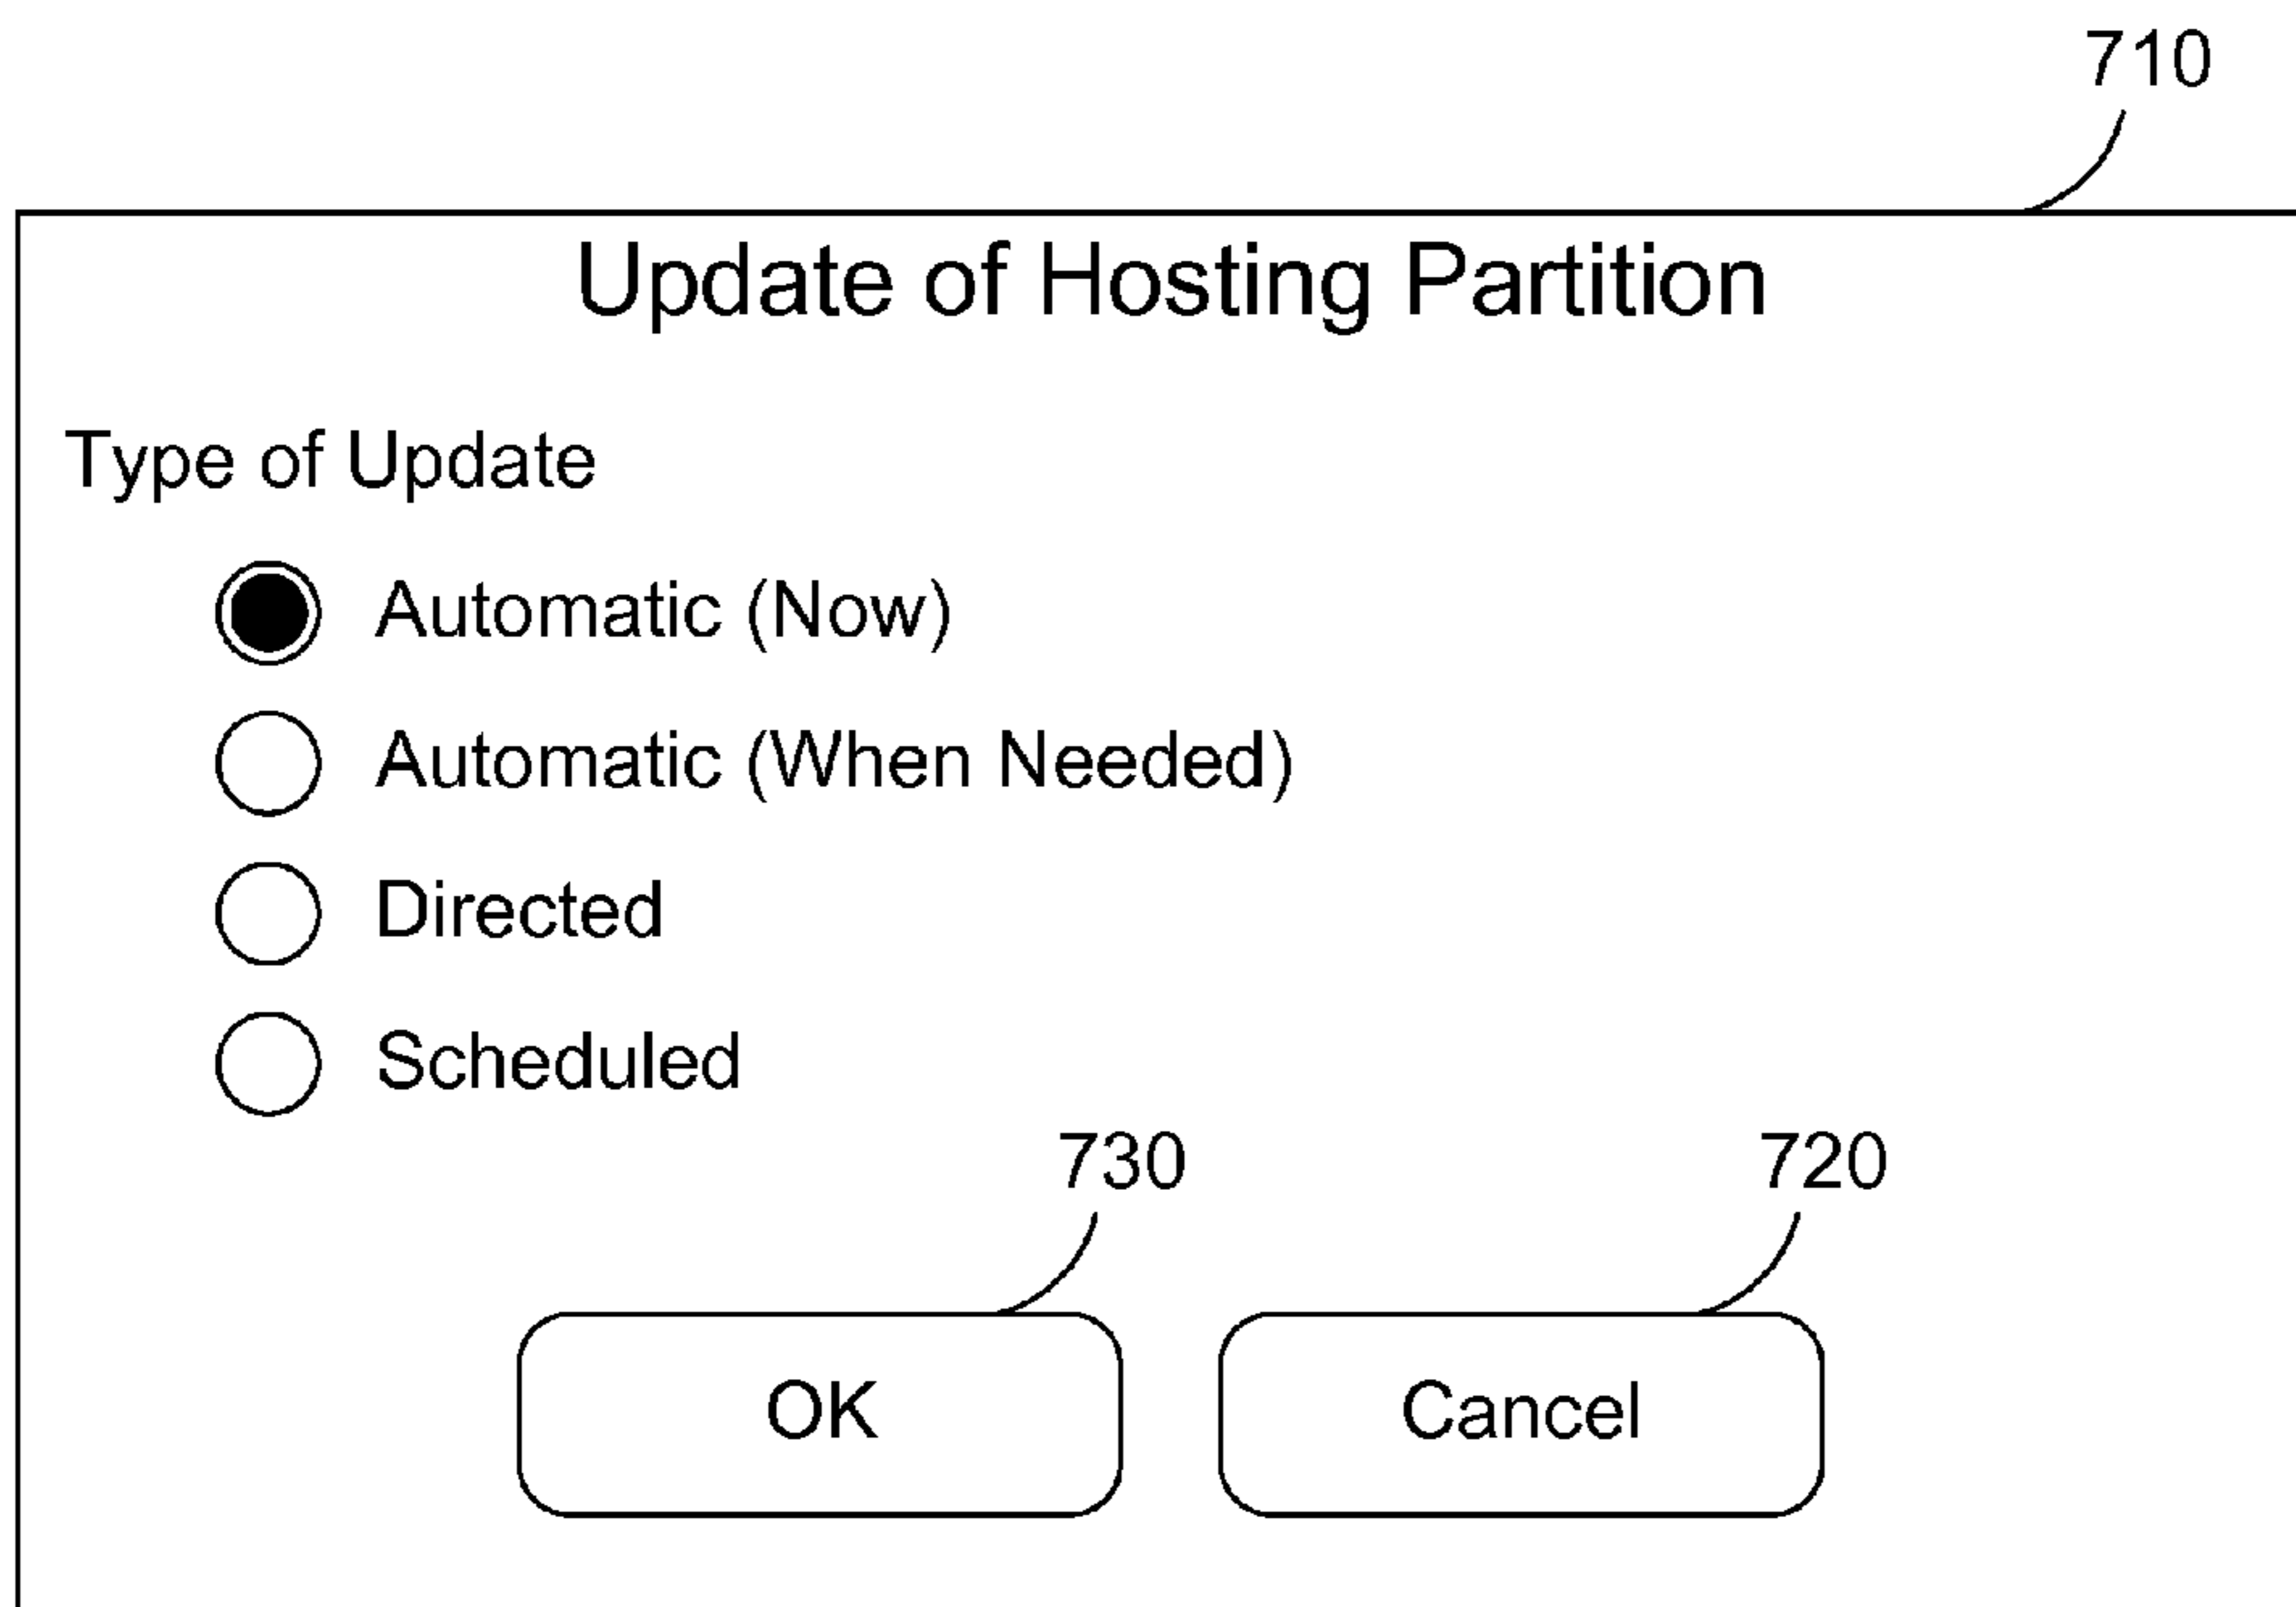 710
Update of Hosting Partition
Type of Update
Automatic (Now)
Automatic (When Needed)
Directed
Scheduled
730
720
OK
Cancel